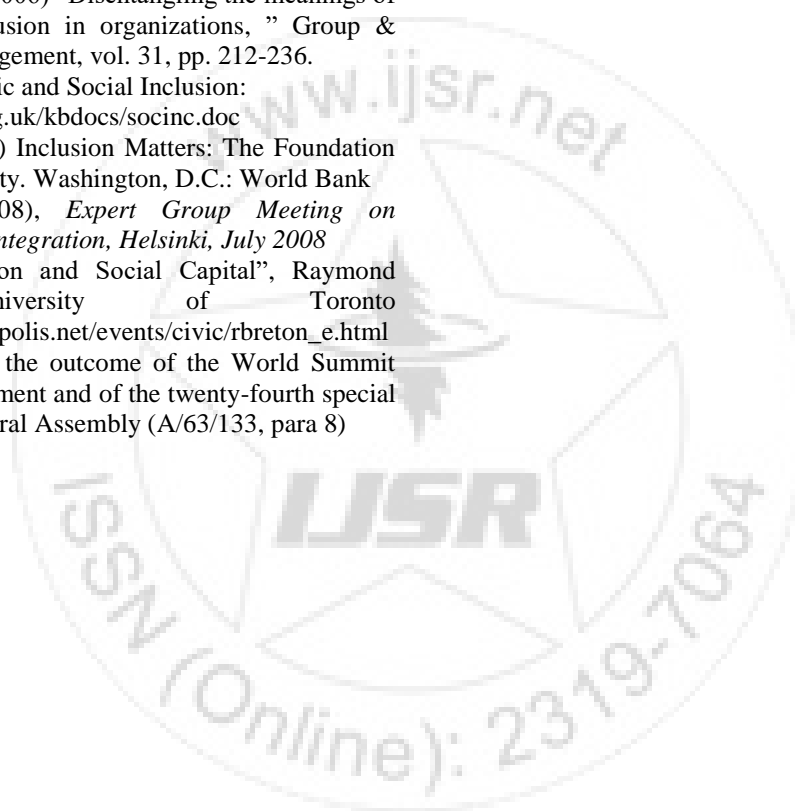 Disentangling the meanings of
usion in organizations, ” Group &
gement, vol. 31, pp. 212-236.
ic and Social Inclusion:
g.uk/kbdocs/socinc.doc
) Inclusion Matters: The Foundation
ty. Washington, D.C.: World Bank
08), Expert Group Meeting on
ntegration, Helsinki, July 2008
on and Social Capital”, Raymond
niversity of Toronto
polis.net/events/civic/rbreton_e.html
the outcome of the World Summit
ment and of the twenty-fourth special
ral Assembly (A/63/133, para 8)
www.ijsr.net
IJSR
ISSN (Online): 2319-7064